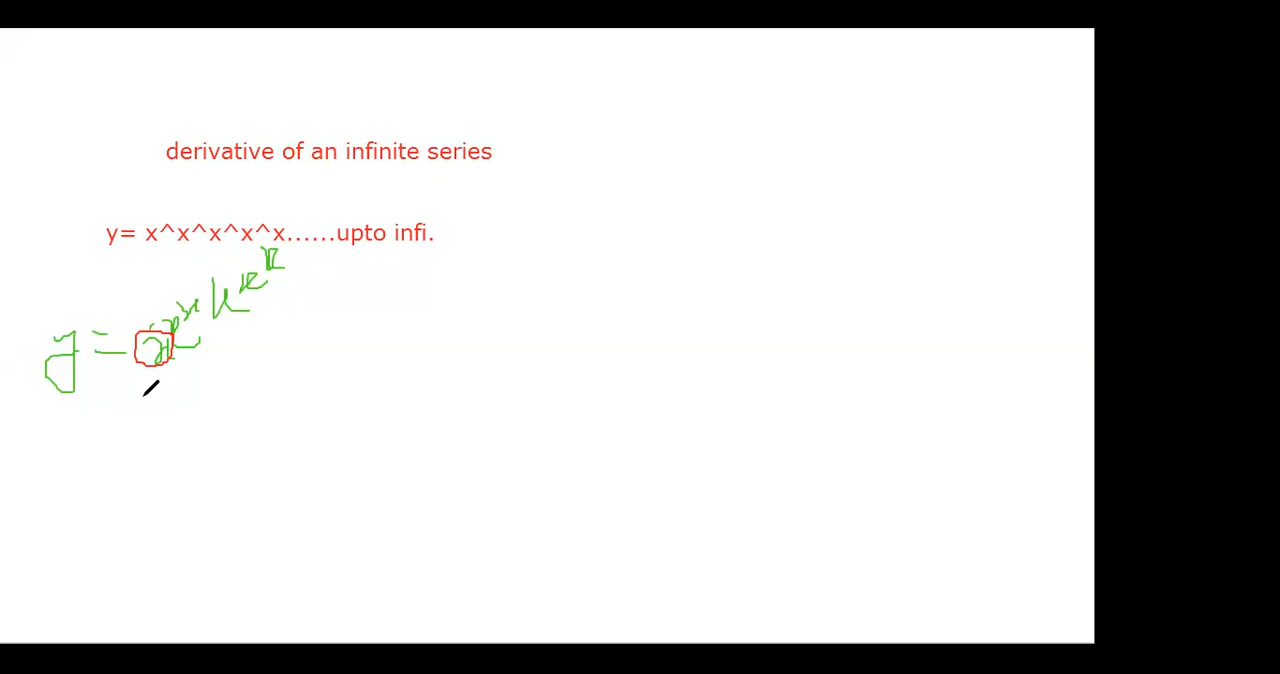 derivative of an infinite series
y= x^x^x^x^x......upto infi.
y = x^x^x^x^x^x